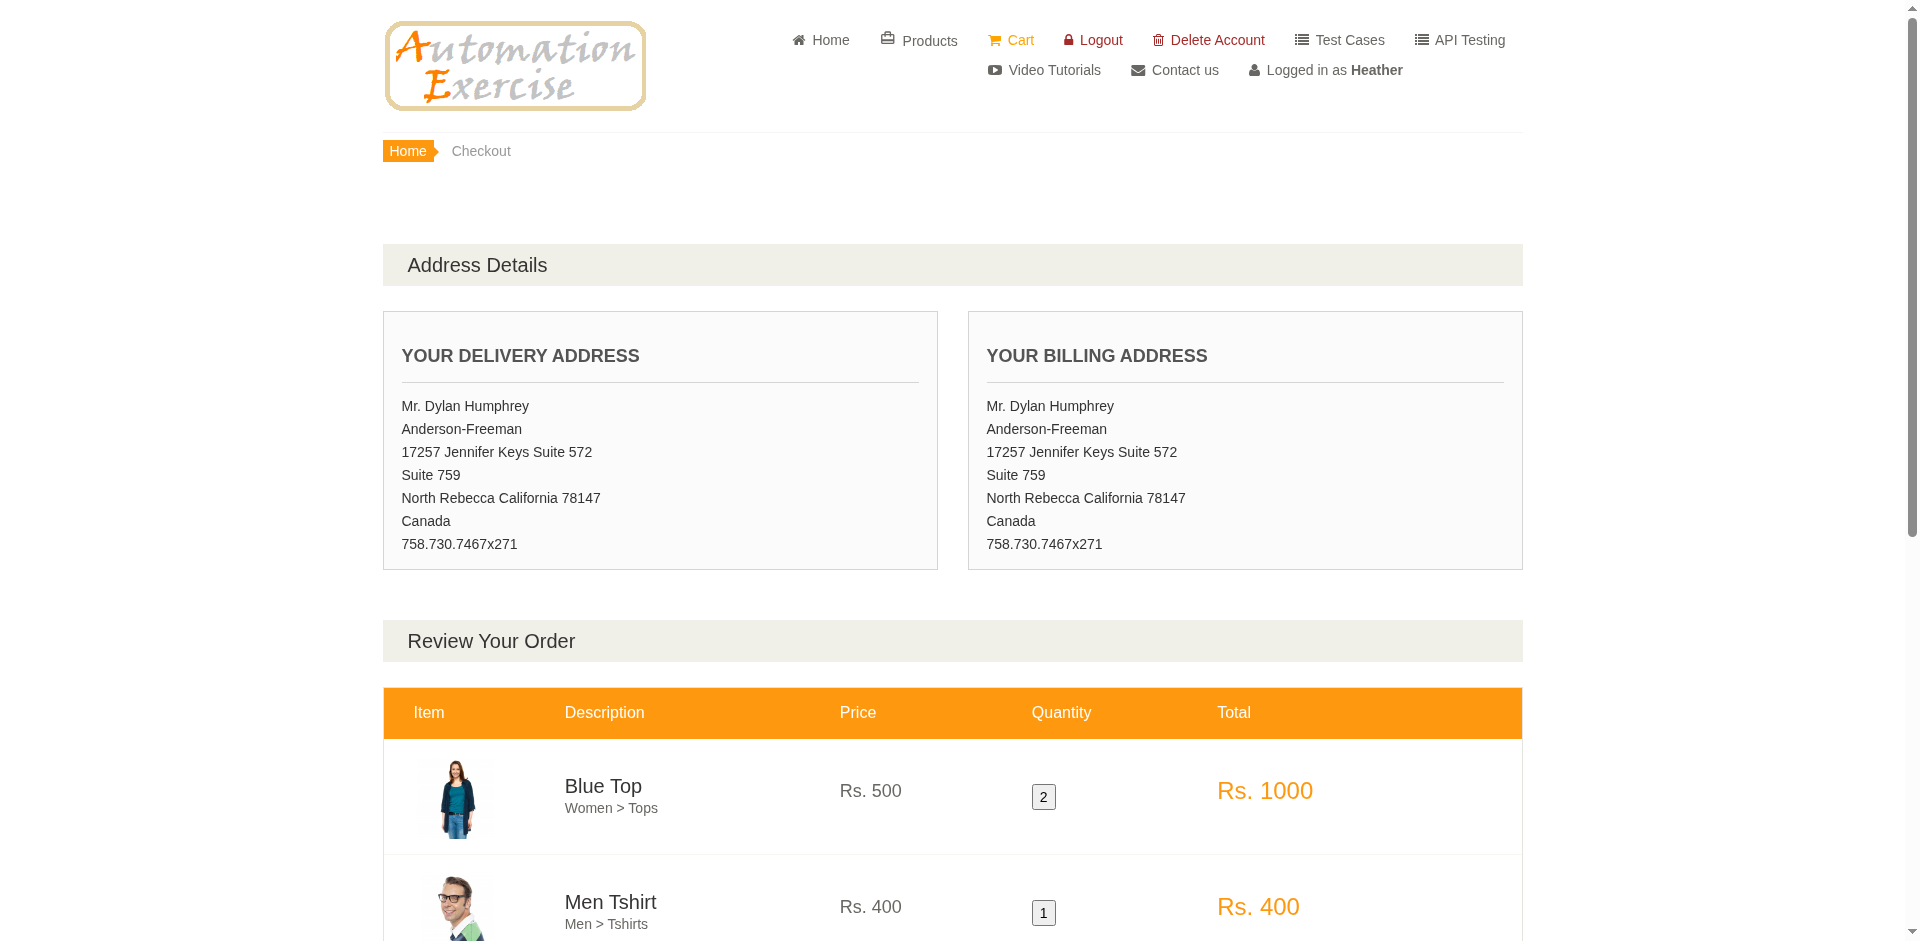 Automation
Exercise
Home
Products
Cart
Logout
Delete Account
Test Cases
API Testing
Video Tutorials
Contact us
Logged in as Heather
Home
Checkout
Address Details
YOUR DELIVERY ADDRESS
Mr. Dylan Humphrey
Anderson-Freeman
17257 Jennifer Keys Suite 572
Suite 759
North Rebecca California 78147
Canada
758.730.7467x271
YOUR BILLING ADDRESS
Mr. Dylan Humphrey
Anderson-Freeman
17257 Jennifer Keys Suite 572
Suite 759
North Rebecca California 78147
Canada
758.730.7467x271
Review Your Order
Item Description Price Quantity Total
Blue Top
Women > Tops
Rs. 500
2
Rs. 1000
Men Tshirt
Men > Tshirts
Rs. 400
1
Rs. 400